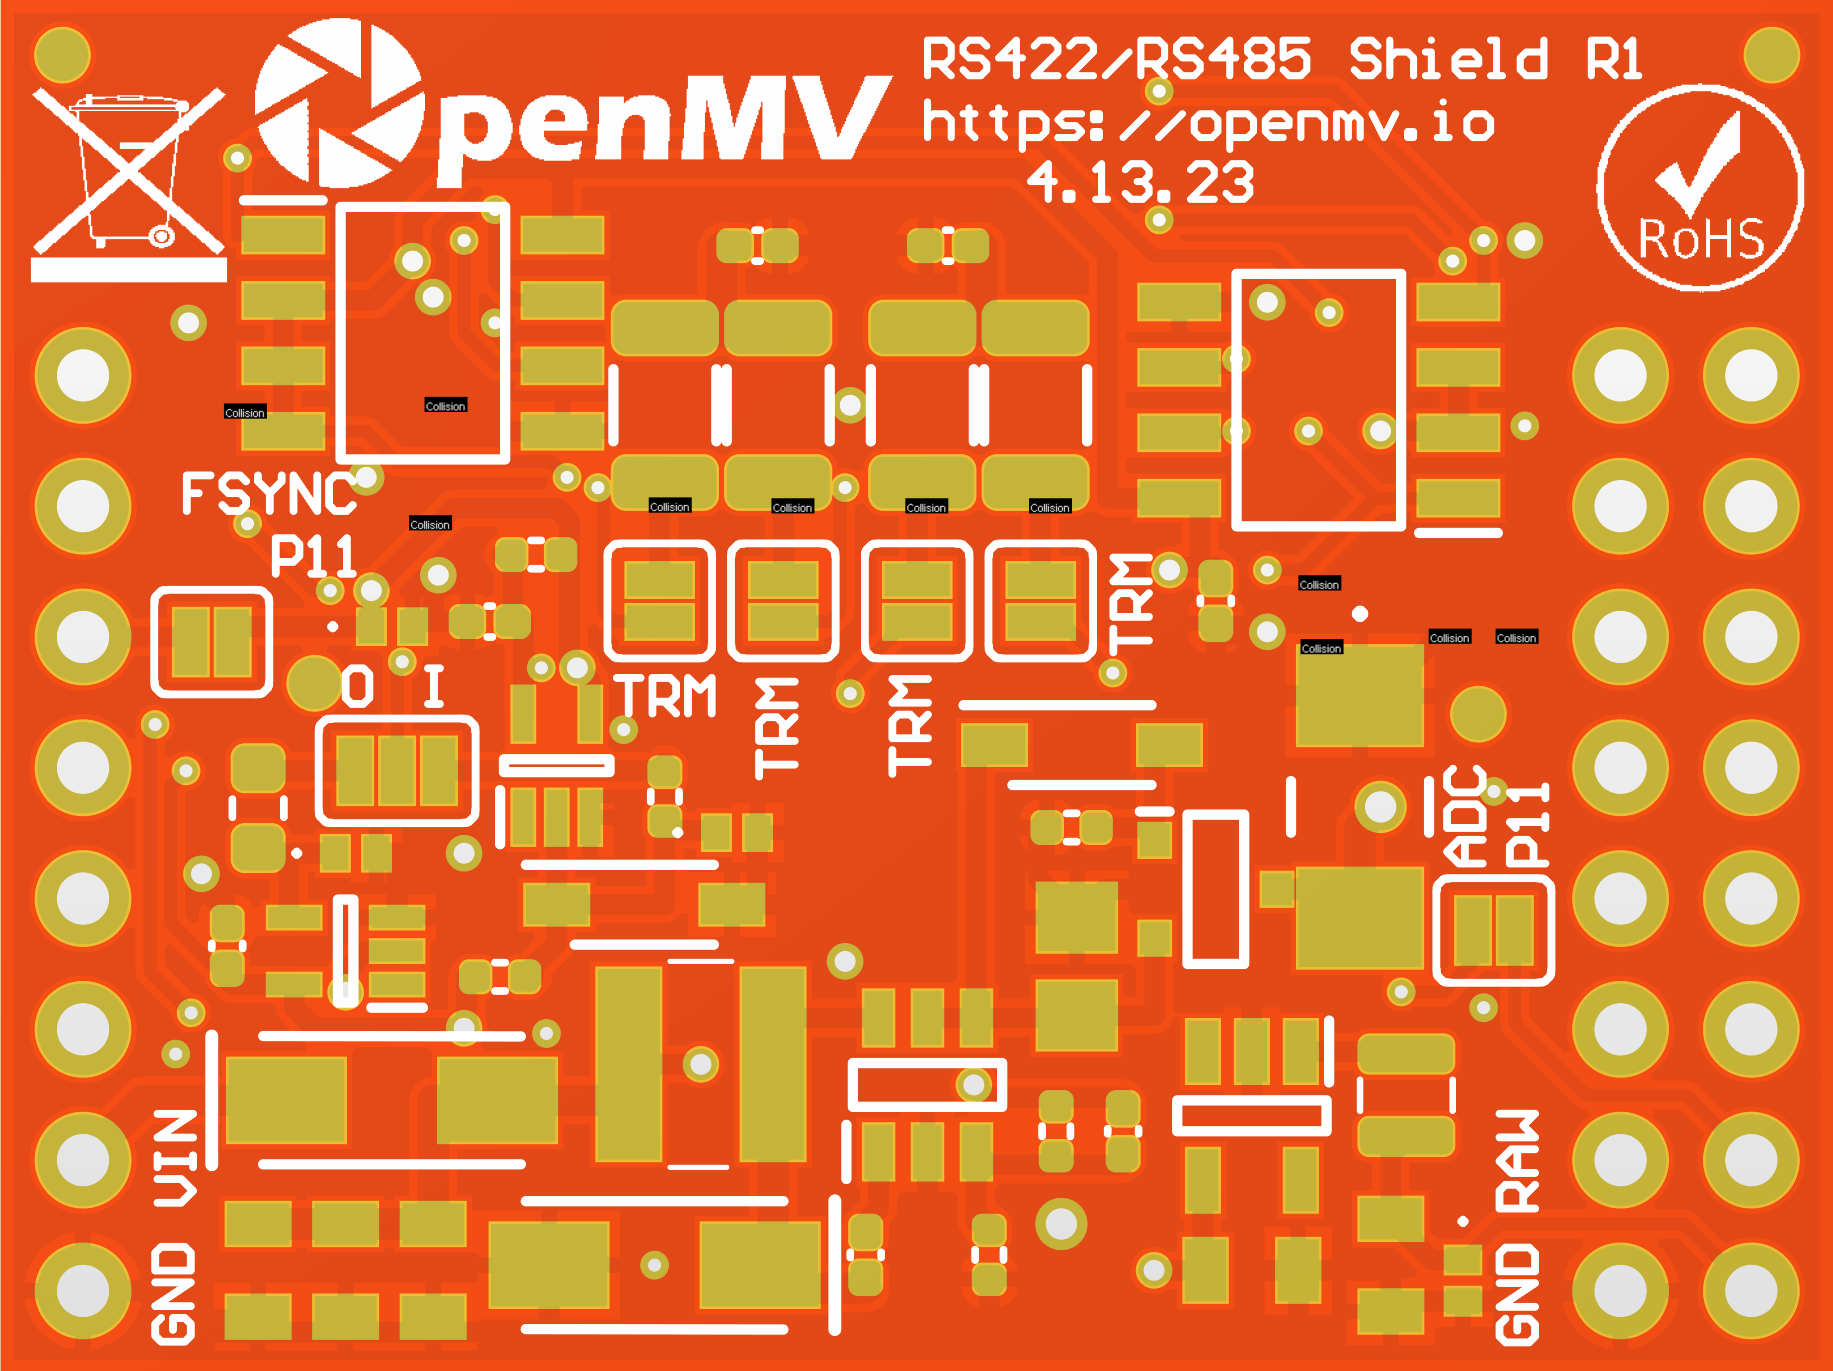 OpenMV
RS422/RS485 Shield R1
https://openmv.io
4.13.23
RoHS
Collision
Collision
FSYNC
P11
Collision
Collision
Collision
Collision
Collision
TRM
Collision
Collision
Collision
Collision
O I
TRM
TRM
TRM
ADC
P11
VIN
GND
RAW
GND